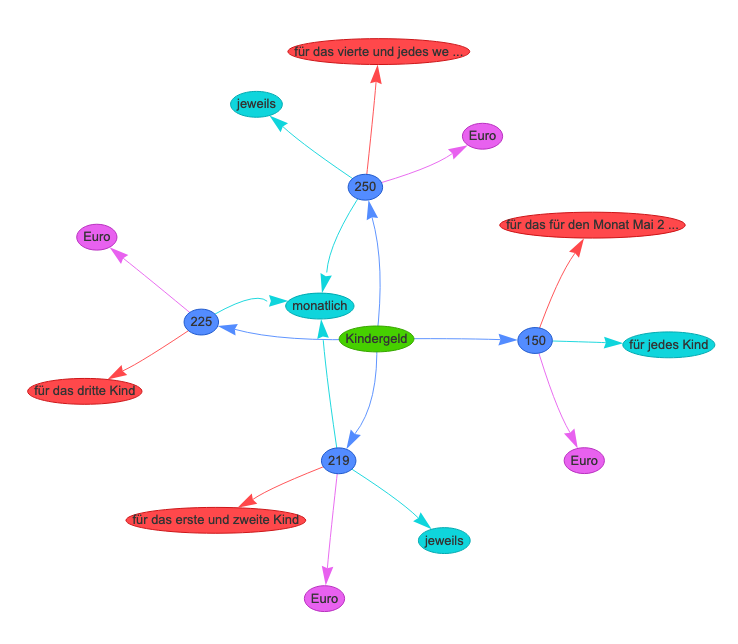 für das vierte und jedes we ...
jeweils
Euro
250
für das für den Monat Mai 2 ...
Euro
monatlich
225
Kindergeld
150
für jedes Kind
für das dritte Kind
219
Euro
für das erste und zweite Kind
jeweils
Euro